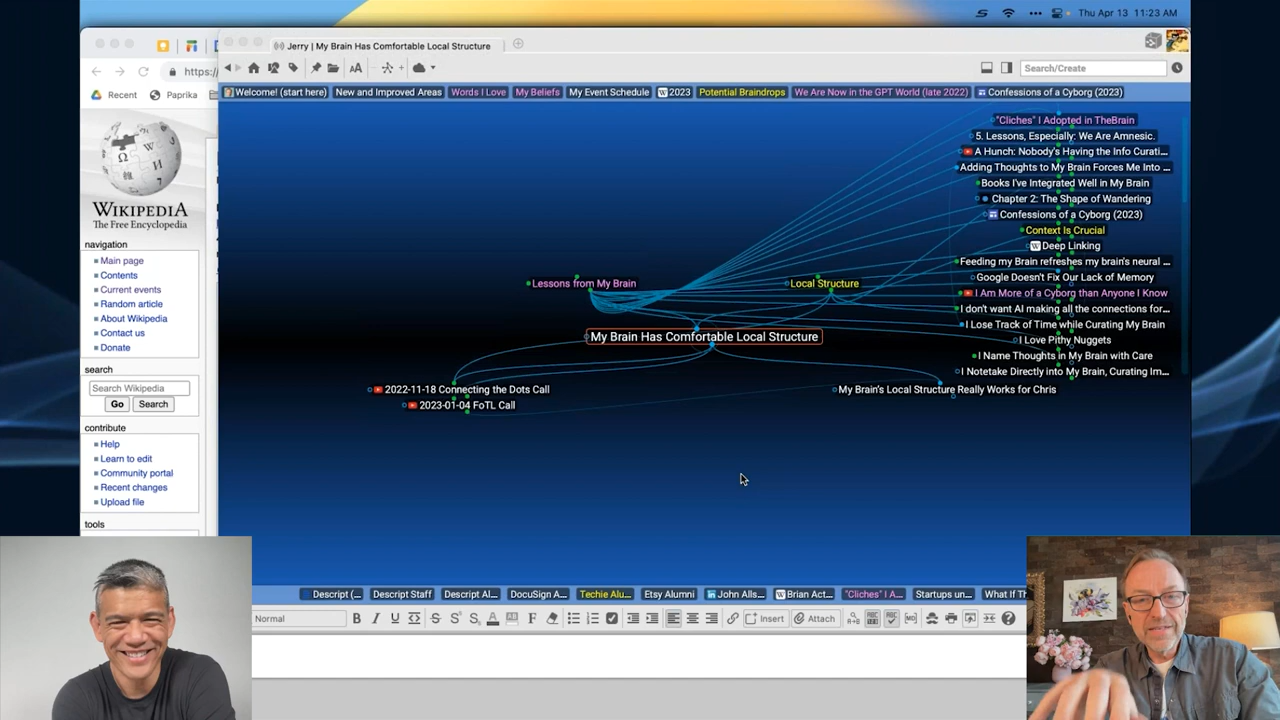 Thu Apr 13 11:23 AM
Jerry | My Brain Has Comfortable Local Structure
https:/
AA
Search/Create
Recent
Paprika
Welcome! (start here)
New and Improved Areas
Words I Love
My Beliefs
My Event Schedule
W 2023
Potential Braindrops
We Are Now in the GPT World (late 2022)
Confessions of a Cyborg (2023)
WIKIPEDIA
The Free Encyclopedia
navigation
Main page
Contents
Current events
Random article
About Wikipedia
Contact us
Donate
search
Search Wikipedia
Go
Search
contribute
Help
Learn to edit
Community portal
Recent changes
Upload file
tools
Lessons from My Brain
Local Structure
My Brain Has Comfortable Local Structure
2022-11-18 Connecting the Dots Call
2023-01-04 FoTL Call
My Brain's Local Structure Really Works for Chris
"Cliches" I Adopted in TheBrain
5. Lessons, Especially: We Are Amnesic.
A Hunch: Nobody's Having the Info Curati...
Adding Thoughts to My Brain Forces Me Into ...
Books I've Integrated Well in My Brain
Chapter 2: The Shape of Wandering
Confessions of a Cyborg (2023)
Context Is Crucial
W Deep Linking
Feeding my Brain refreshes my brain's neural ...
Google Doesn't Fix Our Lack of Memory
I Am More of a Cyborg than Anyone I Know
I don't want AI making all the connections for...
I Lose Track of Time while Curating My Brain
I Love Pithy Nuggets
I Name Thoughts in My Brain with Care
I Notetake Directly into My Brain, Curating Im...
Descript (...
Descript Staff
Descript Al...
DocuSign A...
Techie Alu...
Etsy Alumni
in John Alls...
W Brian Act...
"Cliches" I A...
Startups un...
What If Th
Normal
B I U S S S A F
Insert
Attach